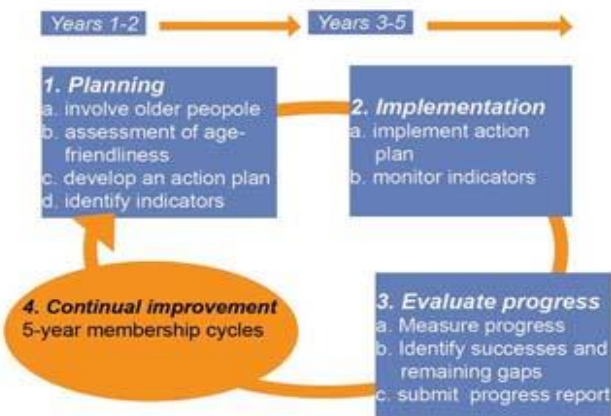 Years 1-2
Years 3-5
1. Planning
a. involve older peopole
b. assessment of age-
friendliness
c. develop an action plan
d. identify indicators
2. Implementation
a. implement action
plan
b. monitor indicators
3. Evaluate progress
a. Measure progress
b. Identify successes and
remaining gaps
c. submit progress report
4. Continual improvement
5-year membership cycles